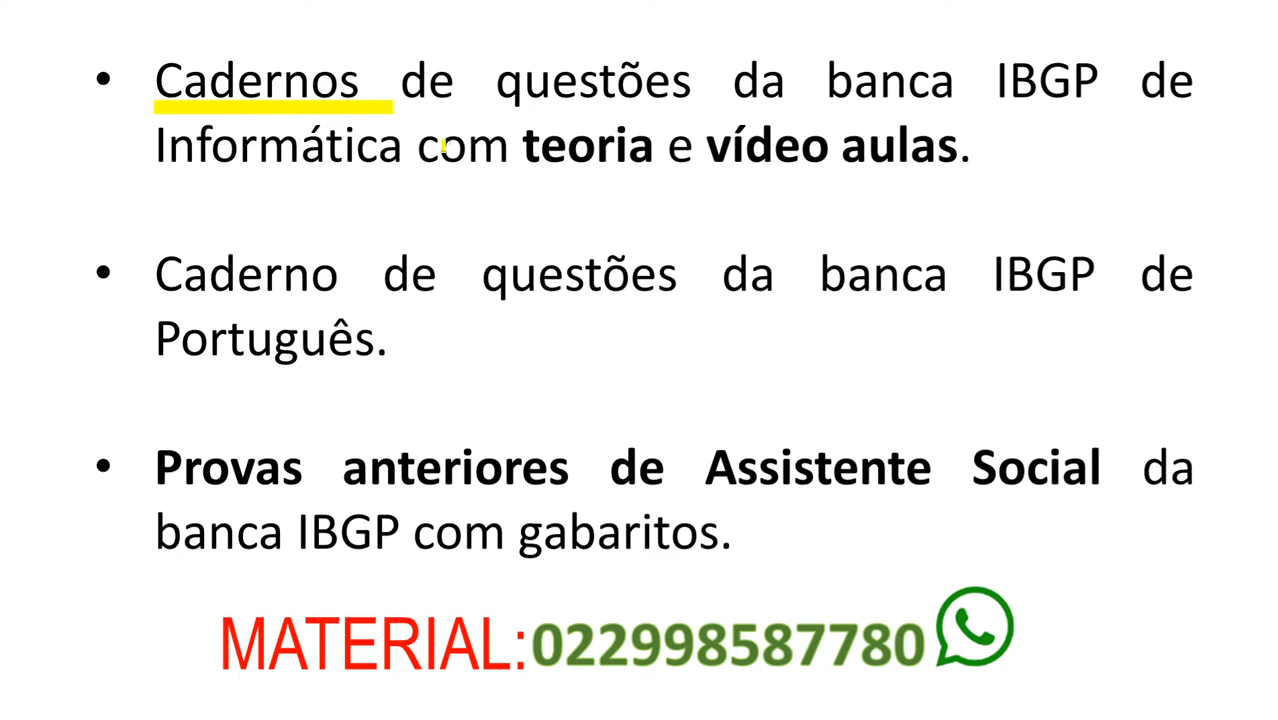 • Cadernos de questões da banca IBGP de
Informática com teoria e vídeo aulas.
• Caderno de questões da banca IBGP de
Português.
• Provas anteriores de Assistente Social da
banca IBGP com gabaritos.
MATERIAL:022998587780